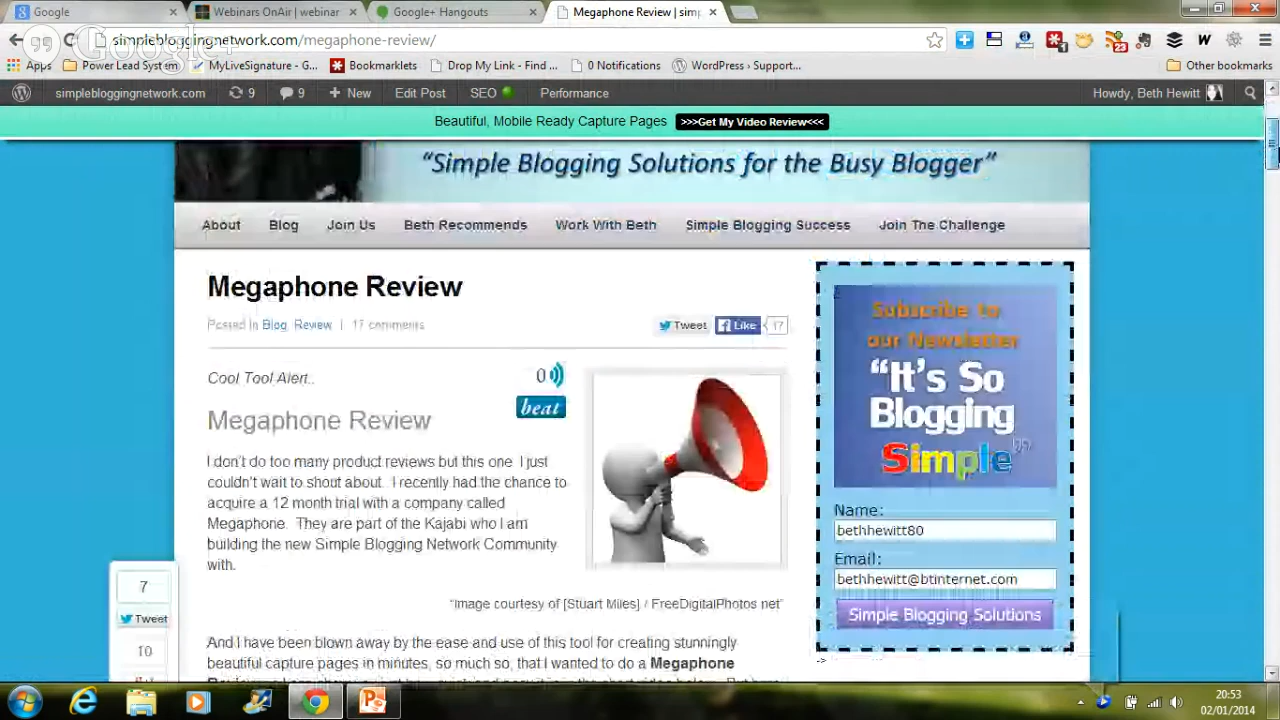 Google
Webinars OnAir | webinar
Google+ Hangouts
Megaphone Review | simp
simplebloggingnetwork.com/megaphone-review/
Google+
Apps
Power Lead System
MyLiveSignature - G...
Bookmarklets
Drop My Link - Find ...
0 Notifications
WordPress › Support...
Other bookmarks
simplebloggingnetwork.com
9
9
New
Edit Post
SEO
Performance
Howdy, Beth Hewitt
Beautiful, Mobile Ready Capture Pages >>>Get My Video Review<<<
“Simple Blogging Solutions for the Busy Blogger”
About
Blog
Join Us
Beth Recommends
Work With Beth
Simple Blogging Success
Join The Challenge
Megaphone Review
Posted in Blog, Review | 17 comments
Tweet
Like
17
Cool Tool Alert..
0
beat
Megaphone Review
I don't do too many product reviews but this one I just
couldn't wait to shout about. I recently had the chance to
acquire a 12 month trial with a company called
Megaphone. They are part of the Kajabi who I am
building the new Simple Blogging Network Community
with.
“Image courtesy of [Stuart Miles] / FreeDigitalPhotos.net”
And I have been blown away by the ease and use of this tool for creating stunningly
beautiful capture pages in minutes, so much so, that I wanted to do a Megaphone
7
Tweet
10
Subscribe to
our Newsletter
“It's So
Blogging
Simple”
Name:
bethhewitt80
Email:
bethhewitt@btinternet.com
Simple Blogging Solutions
20:53
02/01/2014